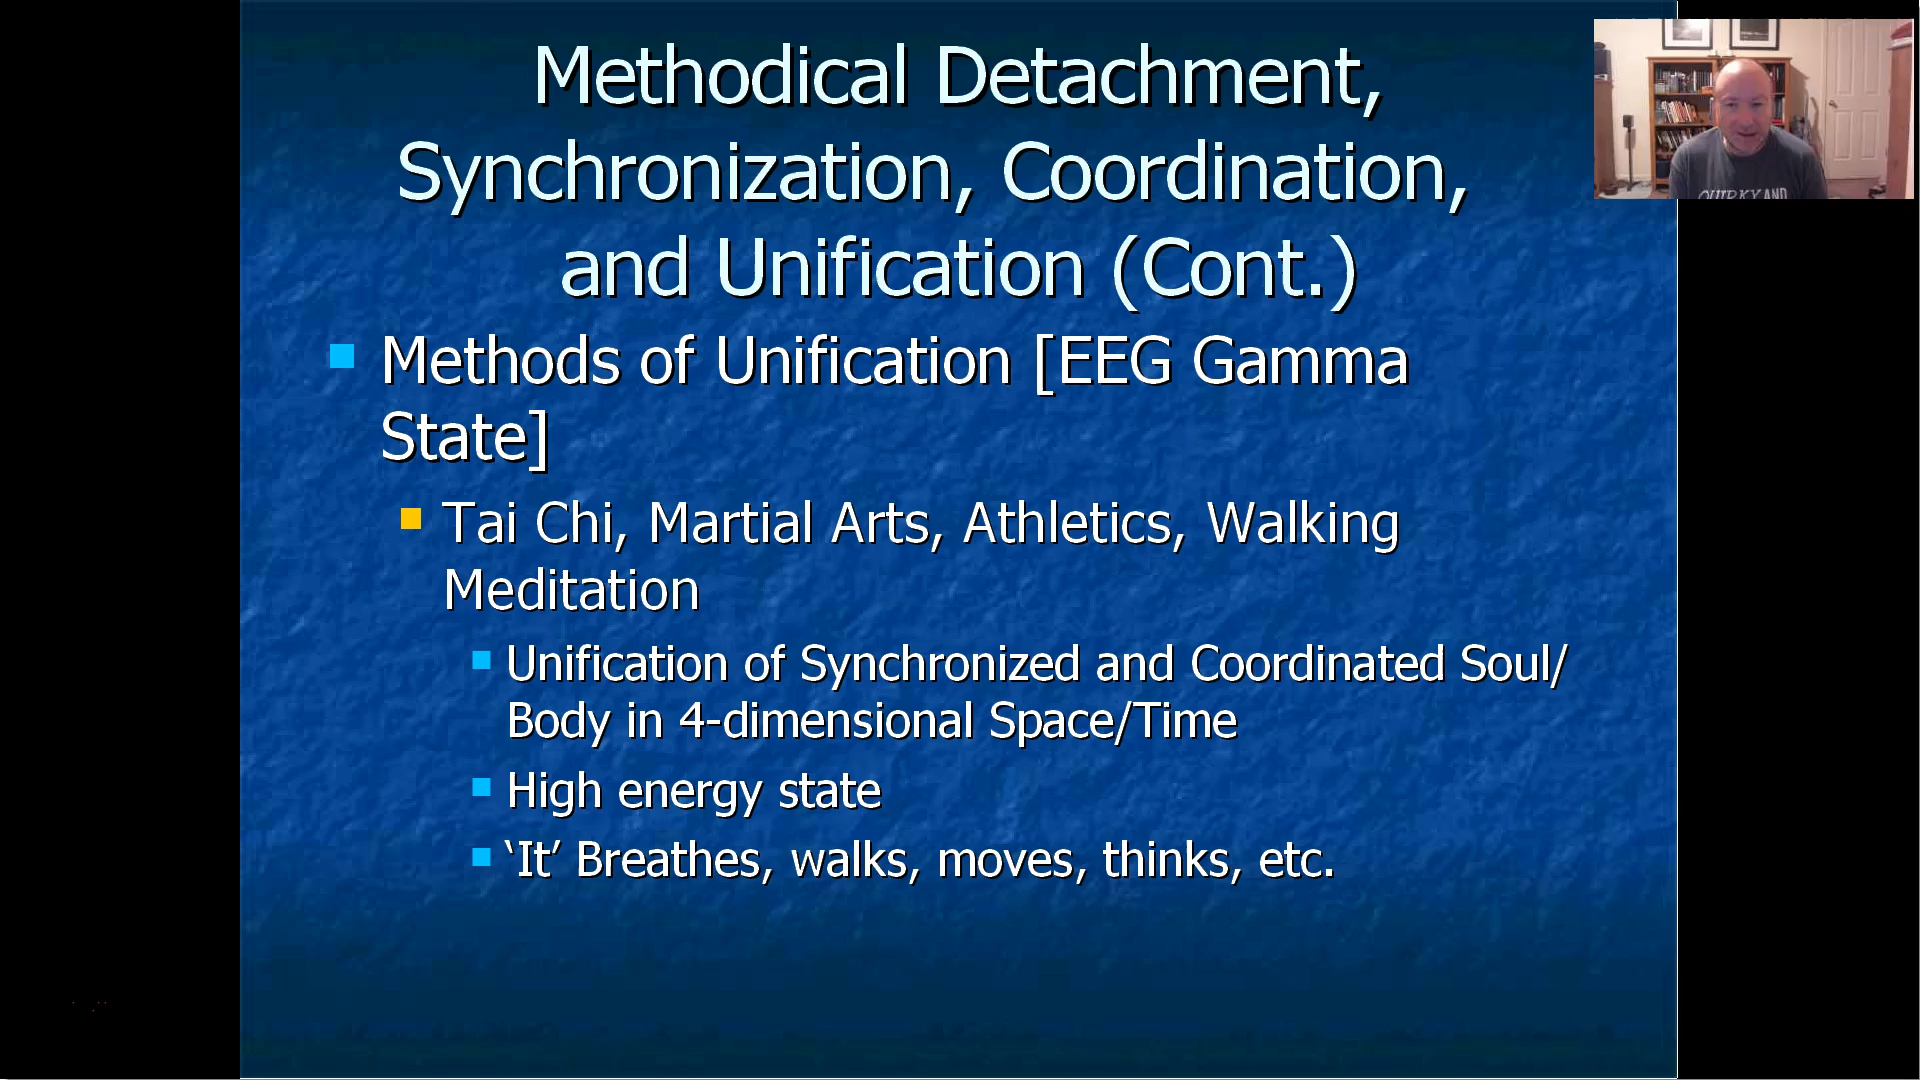 Methodical Detachment,
Synchronization, Coordination,
and Unification (Cont.)
Methods of Unification [EEG Gamma
State]
Tai Chi, Martial Arts, Athletics, Walking
Meditation
Unification of Synchronized and Coordinated Soul/
Body in 4-dimensional Space/Time
High energy state
‘It’ Breathes, walks, moves, thinks, etc.
QUIRKY AND